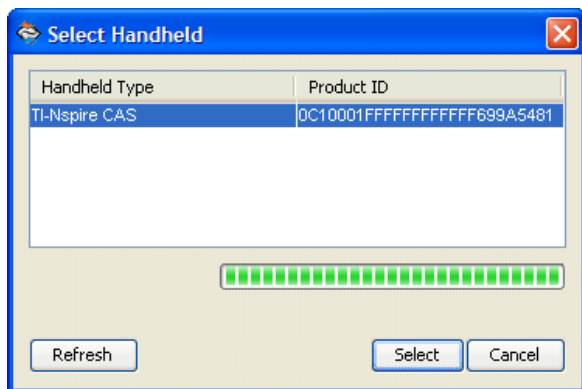 Select Handheld
Handheld Type Product ID
TI-Nspire CAS 0C10001FFFFFFFFFFFF699A5481
Refresh Select Cancel